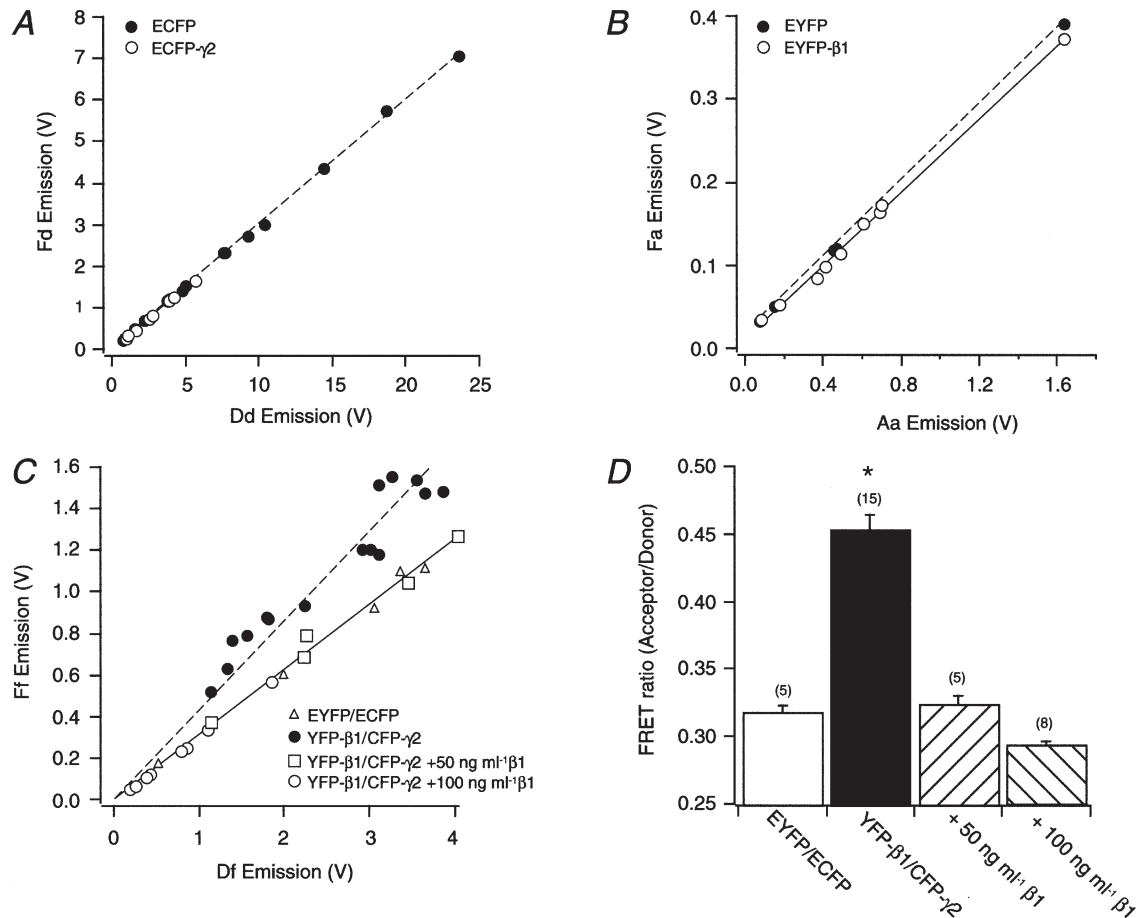 A
8
7
6
5
4
3
2
1
0
Fd Emission (V)
ECFP
ECFP-γ2
0 5 10 15 20 25
Dd Emission (V)
B
0.4
0.3
0.2
0.1
0.0
Fa Emission (V)
EYFP
EYFP-β1
0.0 0.4 0.8 1.2 1.6
Aa Emission (V)
C
1.6
1.4
1.2
1.0
0.8
0.6
0.4
0.2
0.0
Ff Emission (V)
EYFP/ECFP
YFP-β1/CFP-γ2
YFP-β1/CFP-γ2 +50 ng ml⁻¹β1
YFP-β1/CFP-γ2 +100 ng ml⁻¹β1
0 1 2 3 4
Df Emission (V)
D
0.50
0.45
0.40
0.35
0.30
0.25
FRET ratio (Acceptor/Donor)
(5)
*
(15)
(5)
(8)
EYFP/ECFP
YFP-β1/CFP-γ2
+ 50 ng ml⁻¹ β1
+ 100 ng ml⁻¹ β1